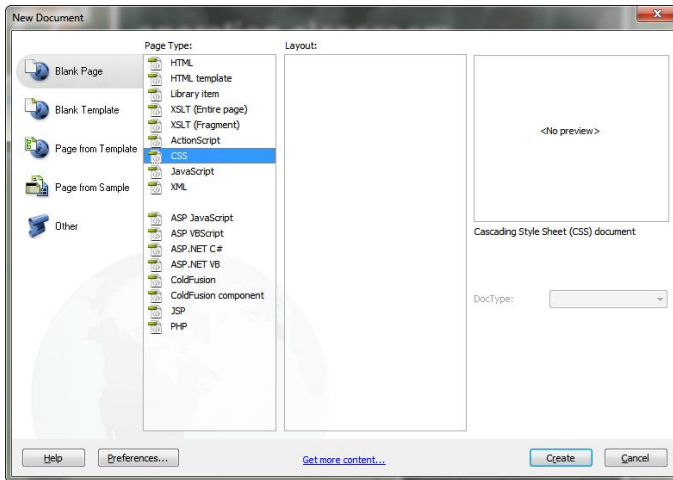 New Document
Page Type:
Layout:
Blank Page
Blank Template
Page from Template
Page from Sample
Other
HTML
HTML template
Library item
XSLT (Entire page)
XSLT (Fragment)
ActionScript
CSS
JavaScript
XML
ASP JavaScript
ASP VBScript
ASP.NET C#
ASP.NET VB
ColdFusion
ColdFusion component
JSP
PHP
<No preview>
Cascading Style Sheet (CSS) document
DocType:
Help
Preferences...
Get more content...
Create
Cancel